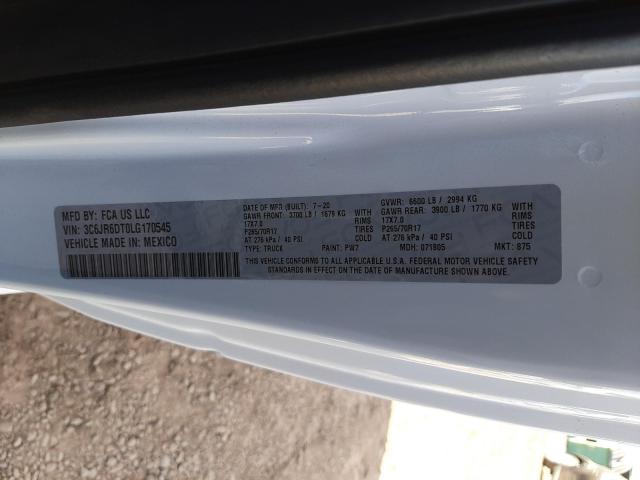 MFD BY: FCA US LLC
VIN: 3C6JR6DT0LG170545
VEHICLE MADE IN: MEXICO
DATE OF MFR (BUILT): 7-20
GAWR FRONT: 3700 LB / 1679 KG WITH
17X7.0 RIMS
P265/70R17 TIRES
AT 276 kPa / 40 PSI COLD
TYPE: TRUCK PAINT: PW7
GVWR: 6600 LB / 2994 KG
GAWR REAR: 3900 LB / 1770 KG WITH
17X7.0 RIMS
P265/70R17 TIRES
AT 276 kPa / 40 PSI COLD
MDH: 071805 MKT: 875
THIS VEHICLE CONFORMS TO ALL APPLICABLE U.S.A. FEDERAL MOTOR VEHICLE SAFETY
STANDARDS IN EFFECT ON THE DATE OF MANUFACTURE SHOWN ABOVE.